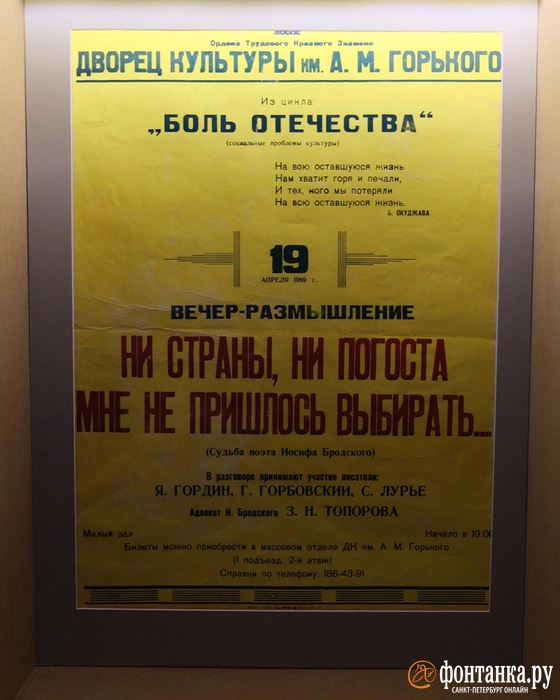 Ордена Трудового Красного Знамени
ДВОРЕЦ КУЛЬТУРЫ ИМ. А. М. ГОРЬКОГО
Из цикла:
„БОЛЬ ОТЕЧЕСТВА“
(социальные проблемы культуры)
На всю оставшуюся жизнь
Нам хватит горя и печали,
И тех, кого мы потеряли
На всю оставшуюся жизнь.
Б. ОКУДЖАВА
19
АПРЕЛЯ 1989 г.
ВЕЧЕР-РАЗМЫШЛЕНИЕ
НИ СТРАНЫ, НИ ПОГОСТА
МНЕ НЕ ПРИШЛОСЬ ВЫБИРАТЬ...
(Судьба поэта Иосифа Бродского)
В разговоре принимают участие писатели:
Я. ГОРДИН, Г. ГОРБОВСКИЙ, С. ЛУРЬЕ
Адвокат И. Бродского З. Н. ТОПОРОВА
Малый зал Начало в 19.00
Билеты можно приобрести в массовом отделе ДК им. А. М. Горького
(1 подъезд, 2-й этаж)
Справки по телефону: 186-43-91
фонтанка.ру
САНКТ-ПЕТЕРБУРГ ОНЛАЙН